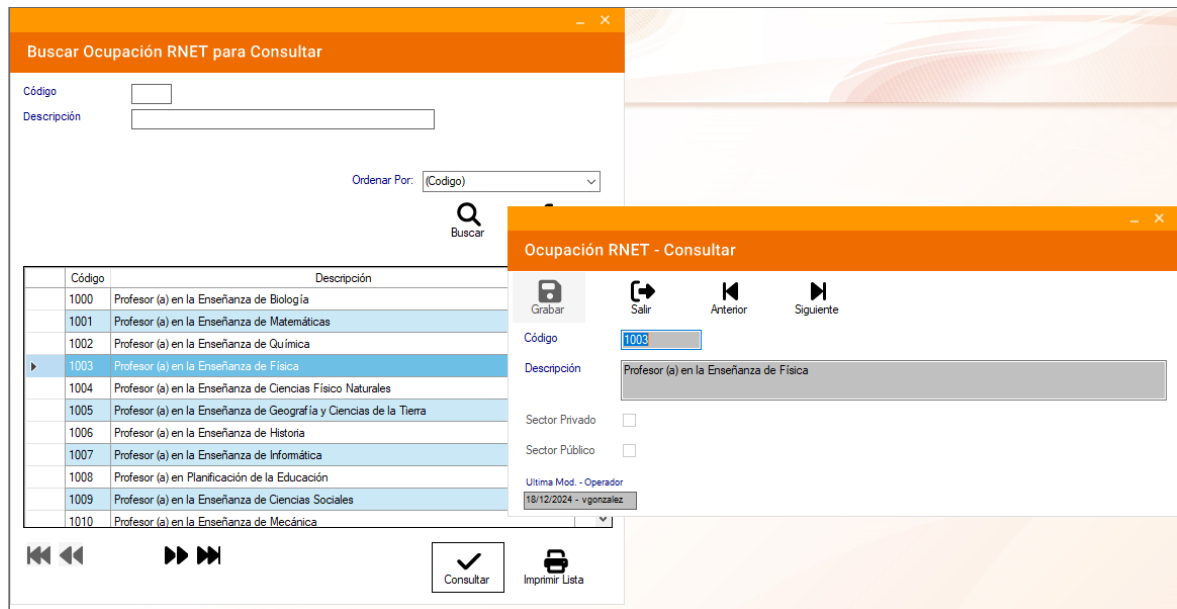 Buscar Ocupación RNET para Consultar
Código
Descripción
Ordenar Por: (Codigo)
Buscar
Código Descripción
1000 Profesor (a) en la Enseñanza de Biología
1001 Profesor (a) en la Enseñanza de Matemáticas
1002 Profesor (a) en la Enseñanza de Química
1003 Profesor (a) en la Enseñanza de Física
1004 Profesor (a) en la Enseñanza de Ciencias Físico Naturales
1005 Profesor (a) en la Enseñanza de Geografía y Ciencias de la Tierra
1006 Profesor (a) en la Enseñanza de Historia
1007 Profesor (a) en la Enseñanza de Informática
1008 Profesor (a) en Planificación de la Educación
1009 Profesor (a) en la Enseñanza de Ciencias Sociales
1010 Profesor (a) en la Enseñanza de Mecánica
Consultar Imprimir Lista
Ocupación RNET - Consultar
Grabar Salir Anterior Siguiente
Código 1003
Descripción Profesor (a) en la Enseñanza de Física
Sector Privado
Sector Público
Ultima Mod. - Operador
18/12/2024 - vgonzalez